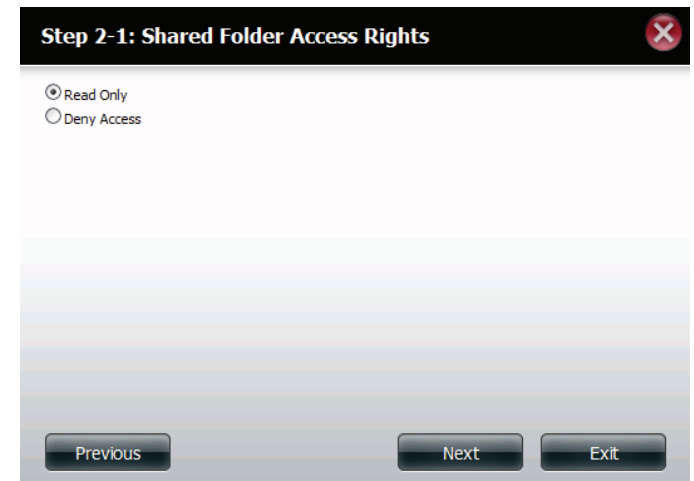 Step 2-1: Shared Folder Access Rights
Read Only
Deny Access
Previous Next Exit